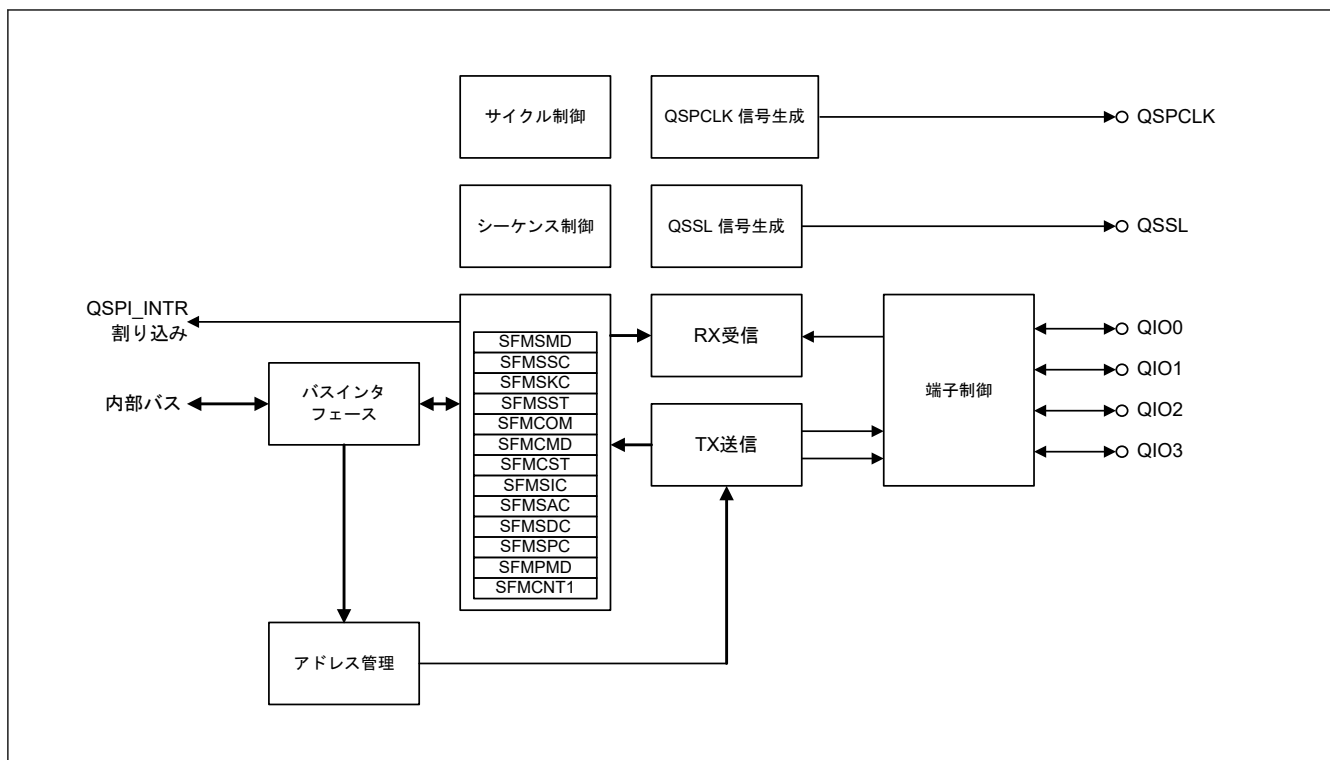 サイクル制御
QSPCLK 信号生成
QSPCLK
シーケンス制御
QSSL 信号生成
QSSL
QSPI_INTR
割り込み
内部バス
バスインタ
フェース
SFMSMD
SFMSSC
SFMSKC
SFMSST
SFMCOM
SFMCMD
SFMCST
SFMSIC
SFMSAC
SFMSDC
SFMSPC
SFMPMD
SFMCNT1
RX受信
TX送信
端子制御
QIO0
QIO1
QIO2
QIO3
アドレス管理